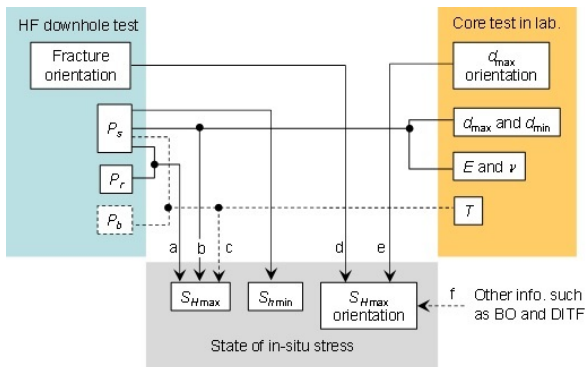 HF downhole test
Core test in lab.
Fracture
orientation
dmax
orientation
Ps
dmax and dmin
Pr
E and ν
Pb
T
a
b
c
d
e
SHmax
Shmin
SHmax
orientation
f
Other info. such
as BO and DITF
State of in-situ stress